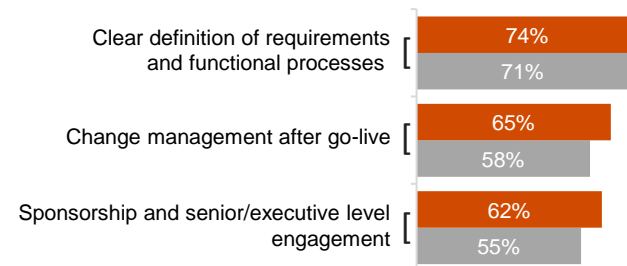 Clear definition of requirements
and functional processes
74%
71%
Change management after go-live
65%
58%
Sponsorship and senior/executive level
engagement
62%
55%